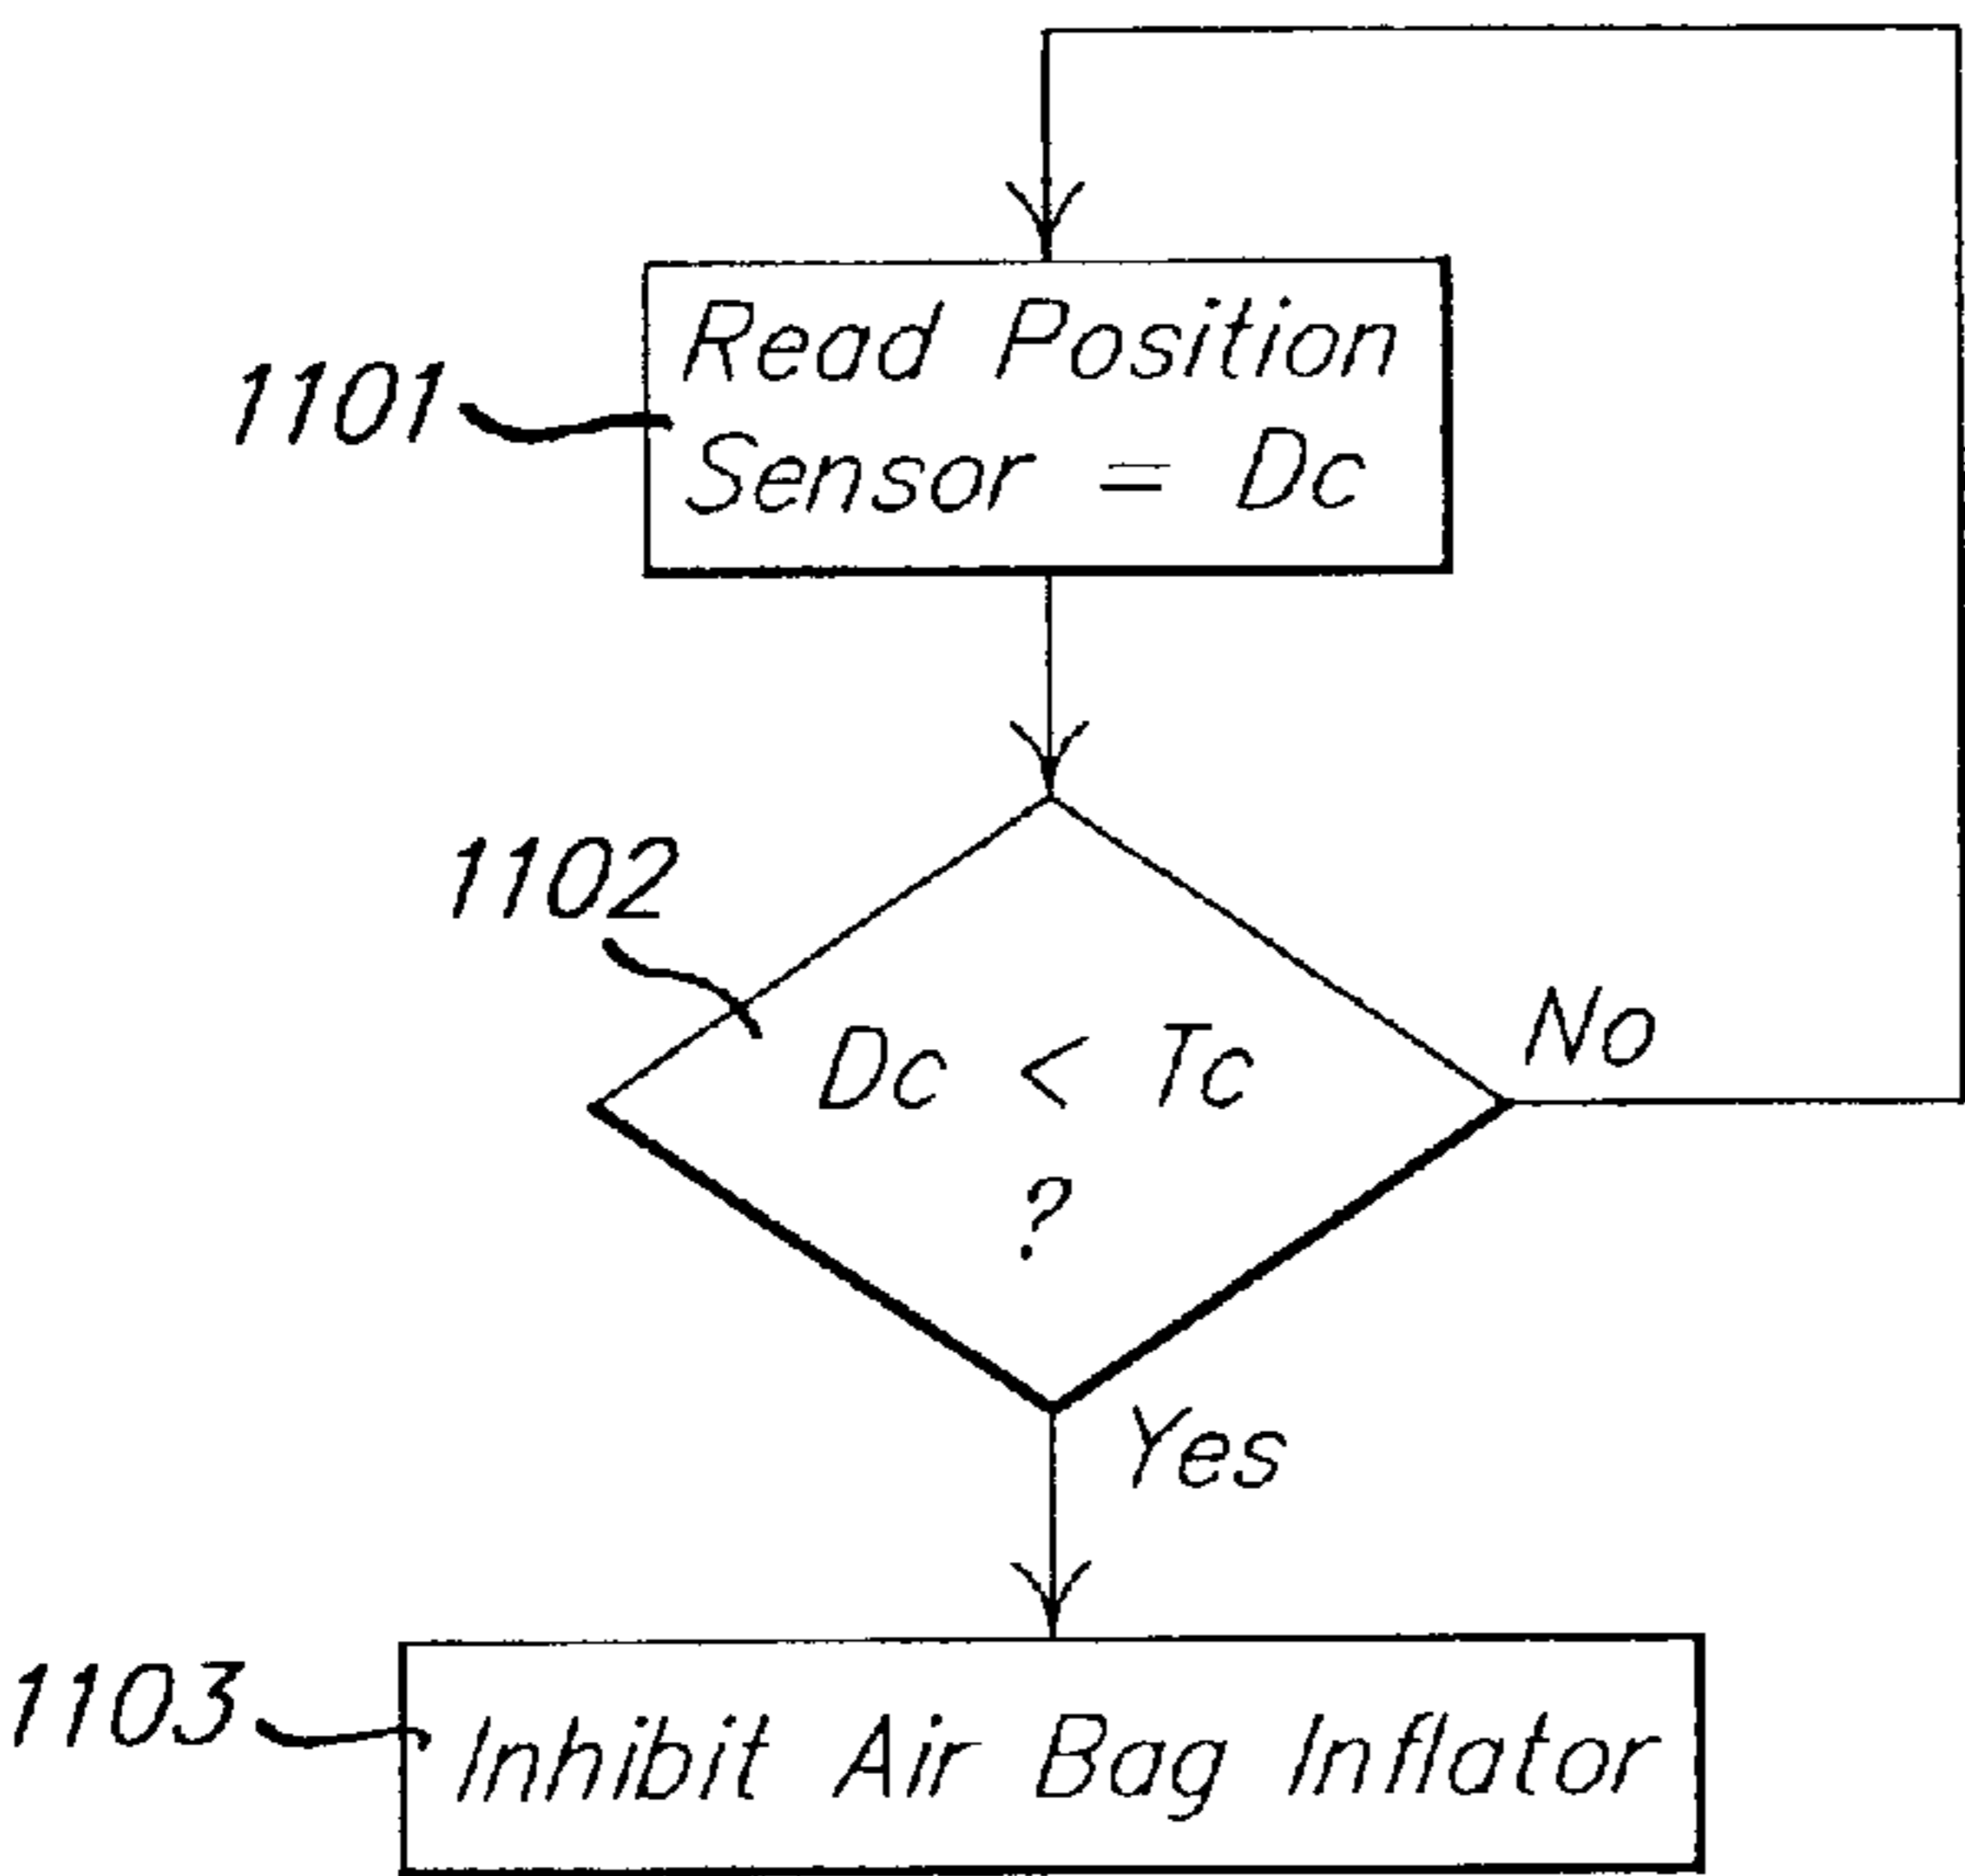 Read Position
1101
Sensor = Dc
1102
Dc < Tc
No
?
Yes
1103
Inhibit Air Bag Inflator